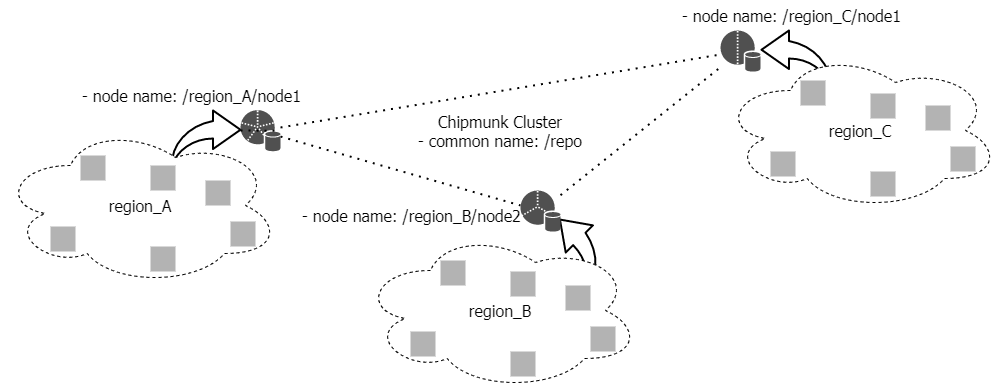 - node name: /region_C/node1
- node name: /region_A/node1
Chipmunk Cluster
- common name: /repo
region_C
region_A
- node name: /region_B/node2
region_B